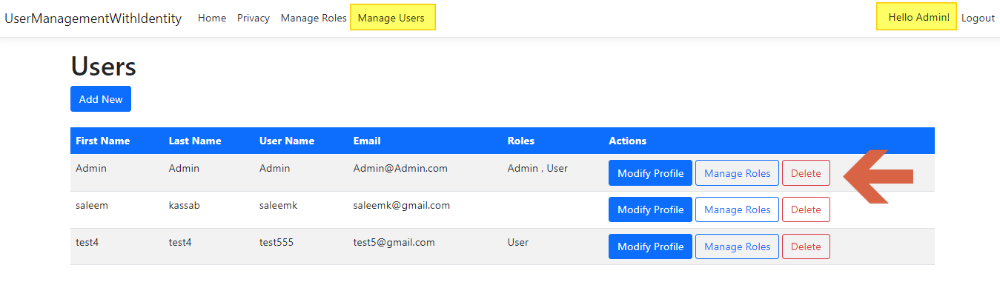 UserManagementWithIdentity Home Privacy Manage Roles Manage Users Hello Admin! Logout
Users
Add New
First Name Last Name User Name Email Roles Actions
Admin Admin Admin Admin@Admin.com Admin , User Modify Profile Manage Roles Delete
saleem kassab saleemk saleemk@gmail.com Modify Profile Manage Roles Delete
test4 test4 test555 test5@gmail.com User Modify Profile Manage Roles Delete